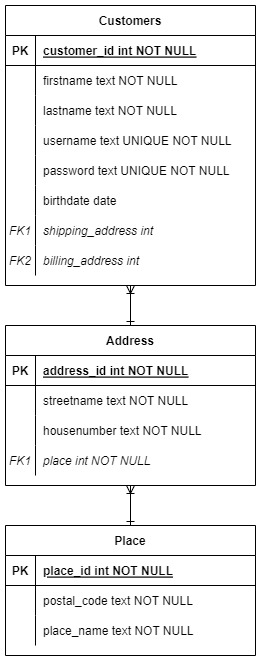 Customers
PK customer_id int NOT NULL
firstname text NOT NULL
lastname text NOT NULL
username text UNIQUE NOT NULL
password text UNIQUE NOT NULL
birthdate date
FK1 shipping_address int
FK2 billing_address int
Address
PK address_id int NOT NULL
streetname text NOT NULL
housenumber text NOT NULL
FK1 place int NOT NULL
Place
PK place_id int NOT NULL
postal_code text NOT NULL
place_name text NOT NULL